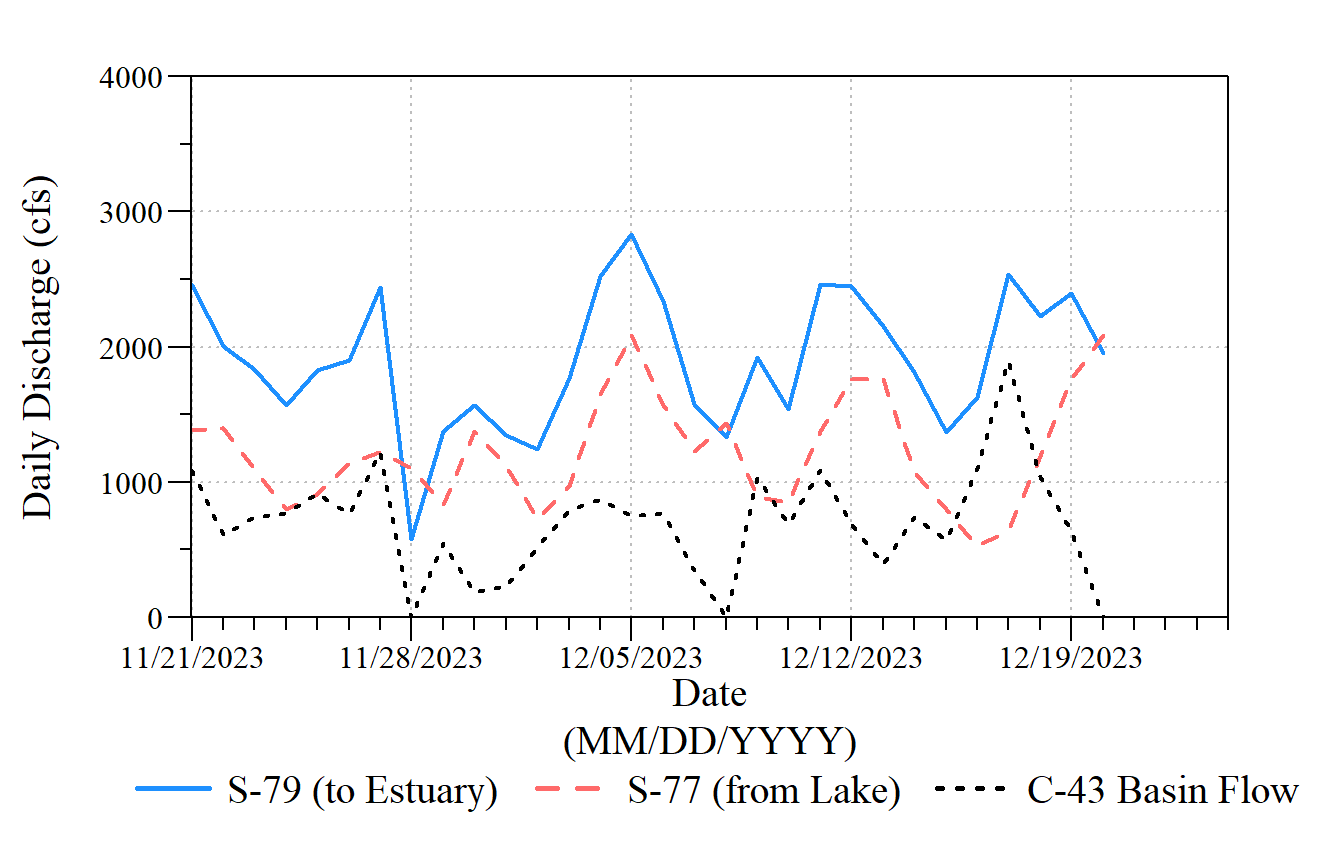 4000
3000
2000
1000
0
Daily Discharge (cfs)
11/21/2023 11/28/2023 12/05/2023 12/12/2023 12/19/2023
Date
(MM/DD/YYYY)
S-79 (to Estuary) S-77 (from Lake) C-43 Basin Flow